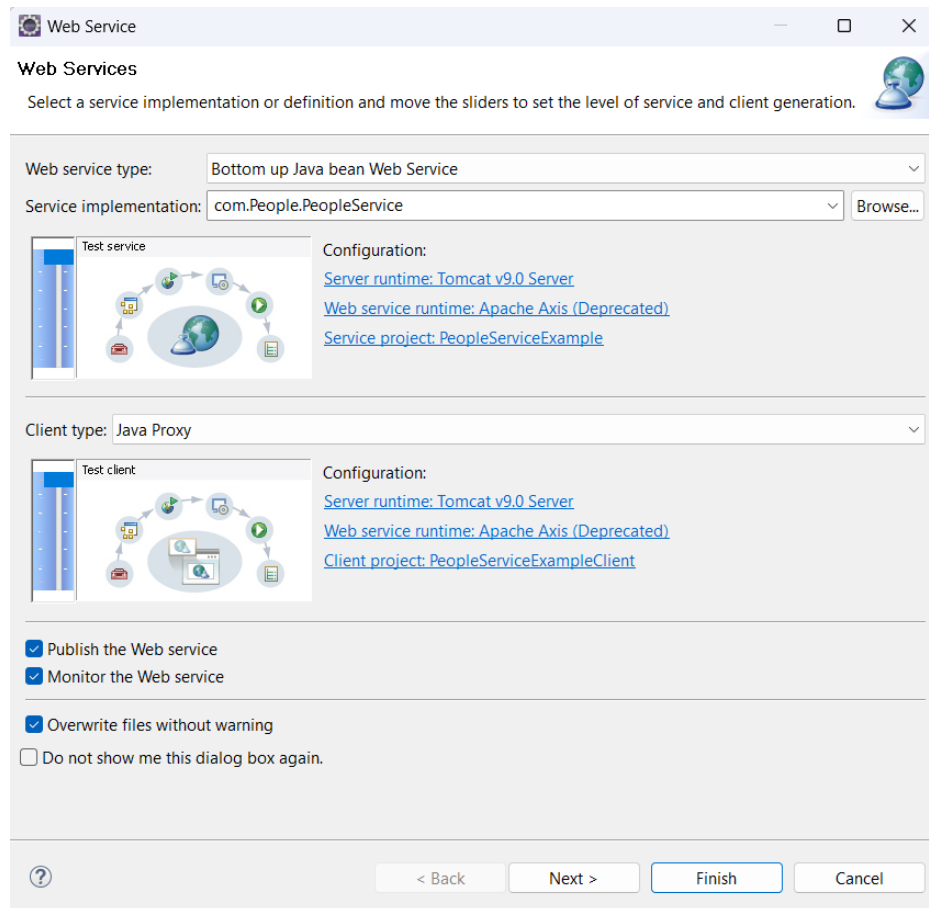 Web Service
Web Services
Select a service implementation or definition and move the sliders to set the level of service and client generation.
Web service type: Bottom up Java bean Web Service
Service implementation: com.People.PeopleService Browse...
Test service
Configuration:
Server runtime: Tomcat v9.0 Server
Web service runtime: Apache Axis (Deprecated)
Service project: PeopleServiceExample
Client type: Java Proxy
Test client
Configuration:
Server runtime: Tomcat v9.0 Server
Web service runtime: Apache Axis (Deprecated)
Client project: PeopleServiceExampleClient
Publish the Web service
Monitor the Web service
Overwrite files without warning
Do not show me this dialog box again.
? < Back Next > Finish Cancel